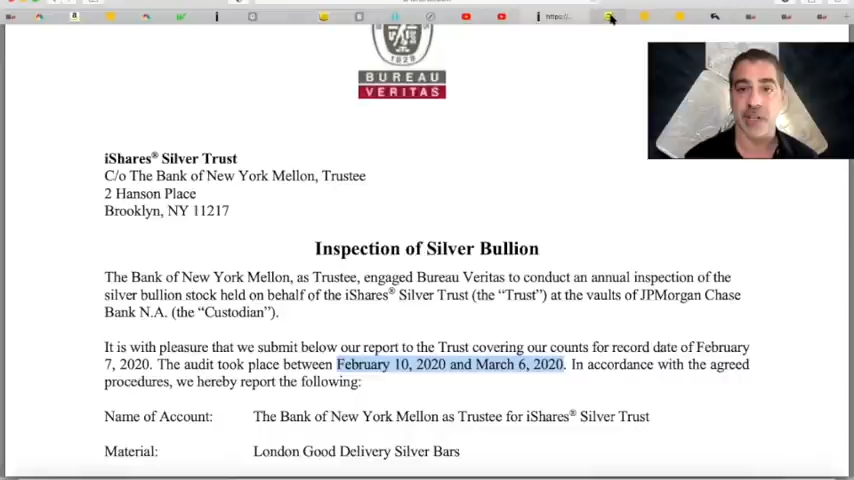 https://...
1828
BUREAU
VERITAS
iShares® Silver Trust
C/o The Bank of New York Mellon, Trustee
2 Hanson Place
Brooklyn, NY 11217
Inspection of Silver Bullion
The Bank of New York Mellon, as Trustee, engaged Bureau Veritas to conduct an annual inspection of the
silver bullion stock held on behalf of the iShares® Silver Trust (the “Trust”) at the vaults of JPMorgan Chase
Bank N.A. (the “Custodian”).
It is with pleasure that we submit below our report to the Trust covering our counts for record date of February
7, 2020. The audit took place between February 10, 2020 and March 6, 2020. In accordance with the agreed
procedures, we hereby report the following:
Name of Account: The Bank of New York Mellon as Trustee for iShares® Silver Trust
Material: London Good Delivery Silver Bars